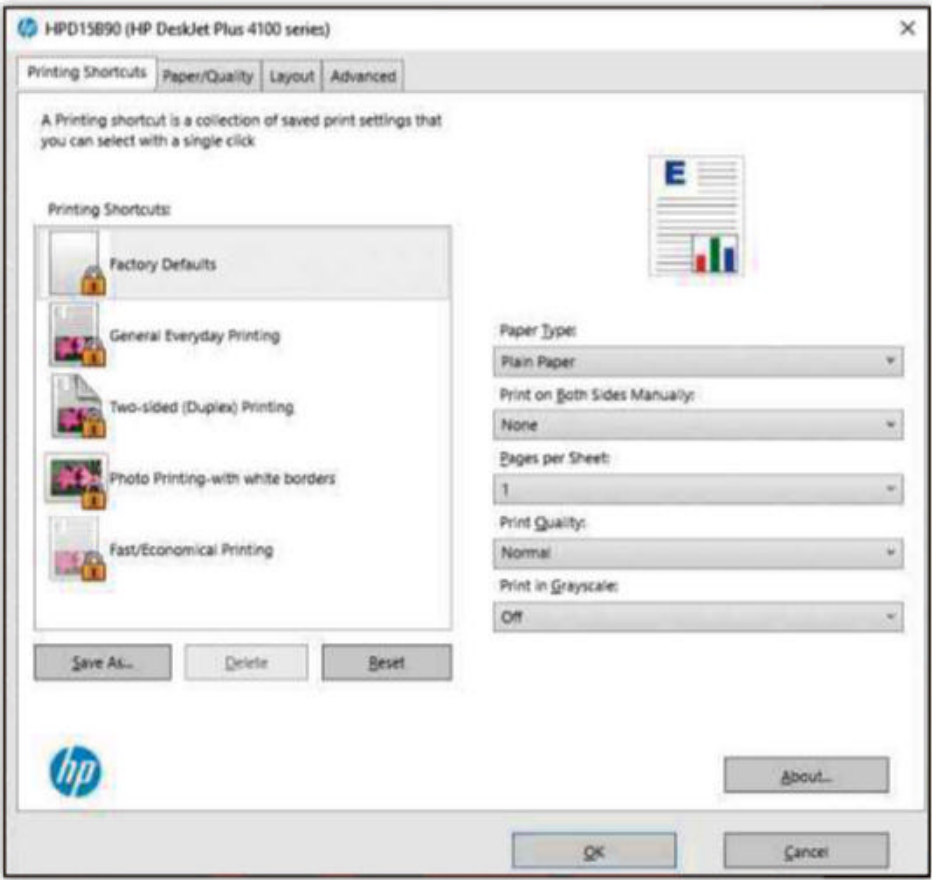 HPD15B90 (HP DeskJet Plus 4100 series)
Printing Shortcuts Paper/Quality Layout Advanced
A Printing shortcut is a collection of saved print settings that
you can select with a single click
E
Printing Shortcuts:
Factory Defaults
General Everyday Printing
Two-sided (Duplex) Printing
Photo Printing-with white borders
Fast/Economical Printing
Paper Type:
Plain Paper
Print on Both Sides Manually:
None
Pages per Sheet:
1
Print Quality:
Normal
Print in Grayscale:
Off
Save As... Delete Reset
hp
About...
OK Cancel